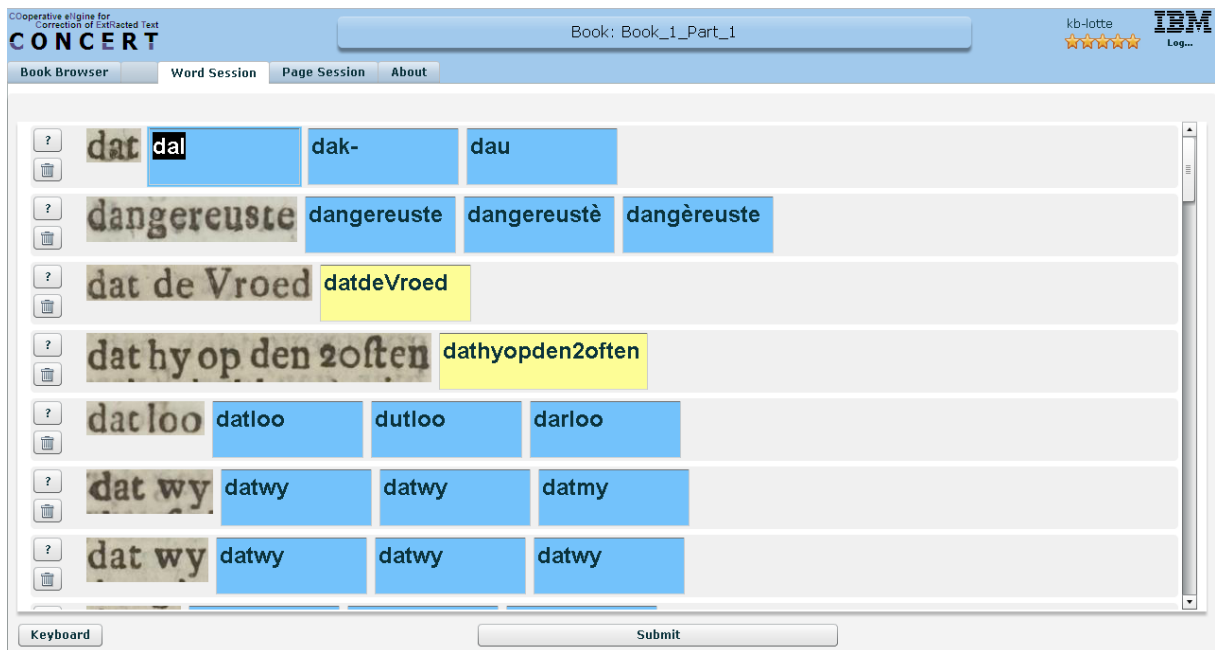 COoperative eNgine for
Correction of ExtRacted Text
CONCERT
Book: Book_1_Part_1
kb-lotte
IBM
Log...
Book Browser Word Session Page Session About
? dat dal dak- dau
? dangereuste dangereuste dangereustè dangèreuste
? dat de Vroed datdeVroed
? dat hy op den 2oſten dathyopden2often
? dat loo datloo dutloo darloo
? dat wy datwy datwy datmy
? dat wy datwy datwy datwy
Keyboard Submit